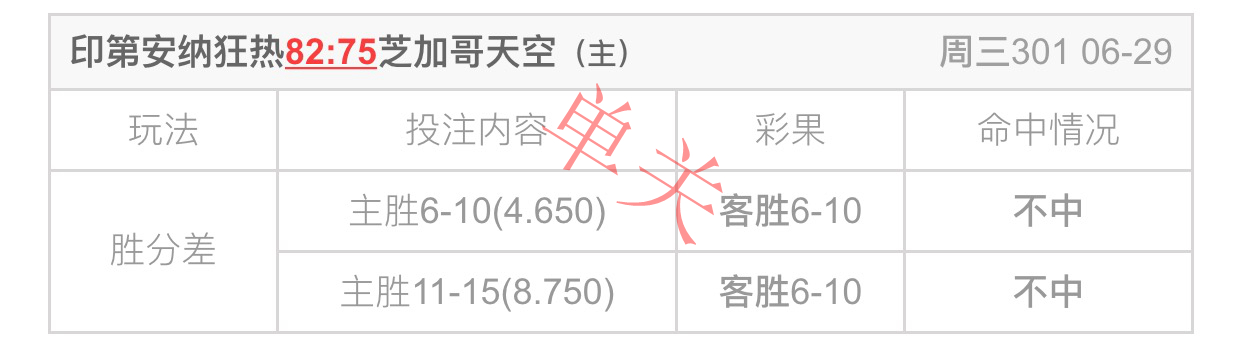 印第安纳狂热82:75芝加哥天空（主） 周三301 06-29
玩法 投注内容 彩果 命中情况
胜分差 主胜6-10(4.650) 客胜6-10 不中
主胜11-15(8.750) 客胜6-10 不中
单关